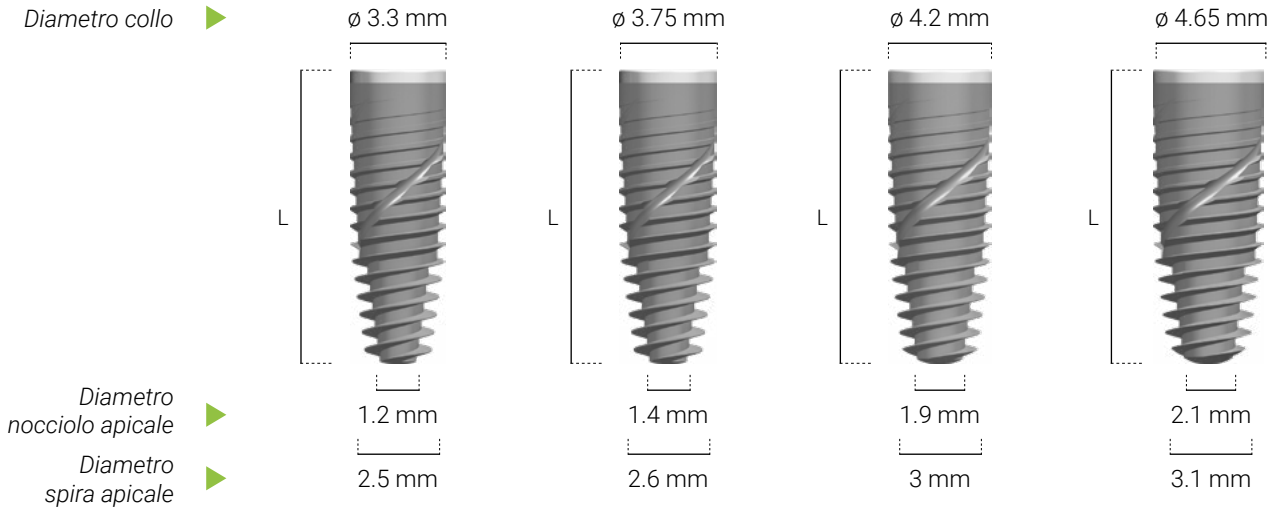 Diametro collo ø 3.3 mm ø 3.75 mm ø 4.2 mm ø 4.65 mm
L L L L
Diametro
nocciolo apicale 1.2 mm 1.4 mm 1.9 mm 2.1 mm
Diametro
spira apicale 2.5 mm 2.6 mm 3 mm 3.1 mm